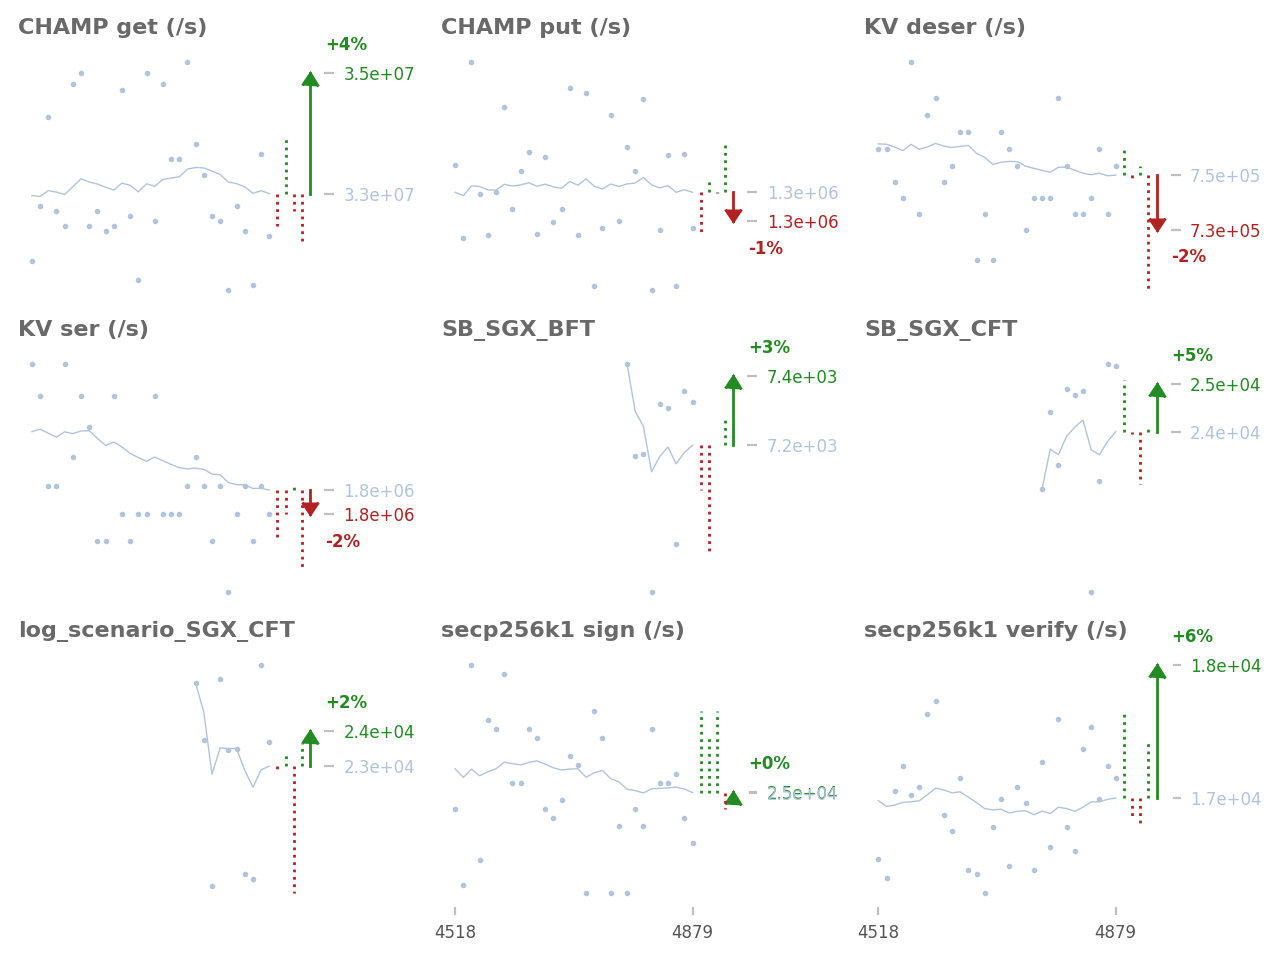 CHAMP get (/s)
+4%
3.5e+07
3.3e+07
CHAMP put (/s)
1.3e+06
1.3e+06
-1%
KV deser (/s)
7.5e+05
7.3e+05
-2%
KV ser (/s)
1.8e+06
1.8e+06
-2%
SB_SGX_BFT
+3%
7.4e+03
7.2e+03
SB_SGX_CFT
+5%
2.5e+04
2.4e+04
log_scenario_SGX_CFT
+2%
2.4e+04
2.3e+04
secp256k1 sign (/s)
+0%
2.5e+04
4518
4879
secp256k1 verify (/s)
+6%
1.8e+04
1.7e+04
4518
4879